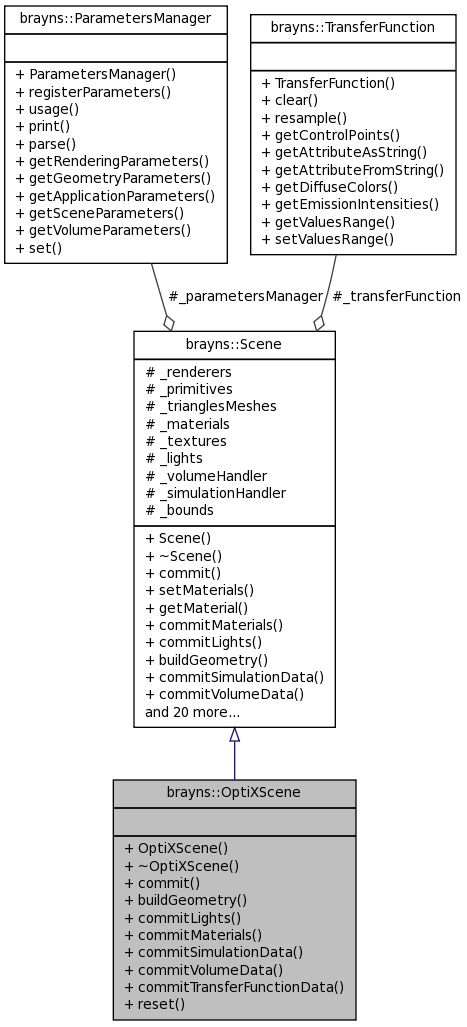 brayns::ParametersManager
+ ParametersManager()
+ registerParameters()
+ usage()
+ print()
+ parse()
+ getRenderingParameters()
+ getGeometryParameters()
+ getApplicationParameters()
+ getSceneParameters()
+ getVolumeParameters()
+ set()
brayns::TransferFunction
+ TransferFunction()
+ clear()
+ resample()
+ getControlPoints()
+ getAttributeAsString()
+ getAttributeFromString()
+ getDiffuseColors()
+ getEmissionIntensities()
+ getValuesRange()
+ setValuesRange()
#_parametersManager
#_transferFunction
brayns::Scene
# _renderers
# _primitives
# _trianglesMeshes
# _materials
# _textures
# _lights
# _volumeHandler
# _simulationHandler
# _bounds
+ Scene()
+ ~Scene()
+ commit()
+ setMaterials()
+ getMaterial()
+ commitMaterials()
+ commitLights()
+ buildGeometry()
+ commitSimulationData()
+ commitVolumeData()
and 20 more...
brayns::OptiXScene
+ OptiXScene()
+ ~OptiXScene()
+ commit()
+ buildGeometry()
+ commitLights()
+ commitMaterials()
+ commitSimulationData()
+ commitVolumeData()
+ commitTransferFunctionData()
+ reset()